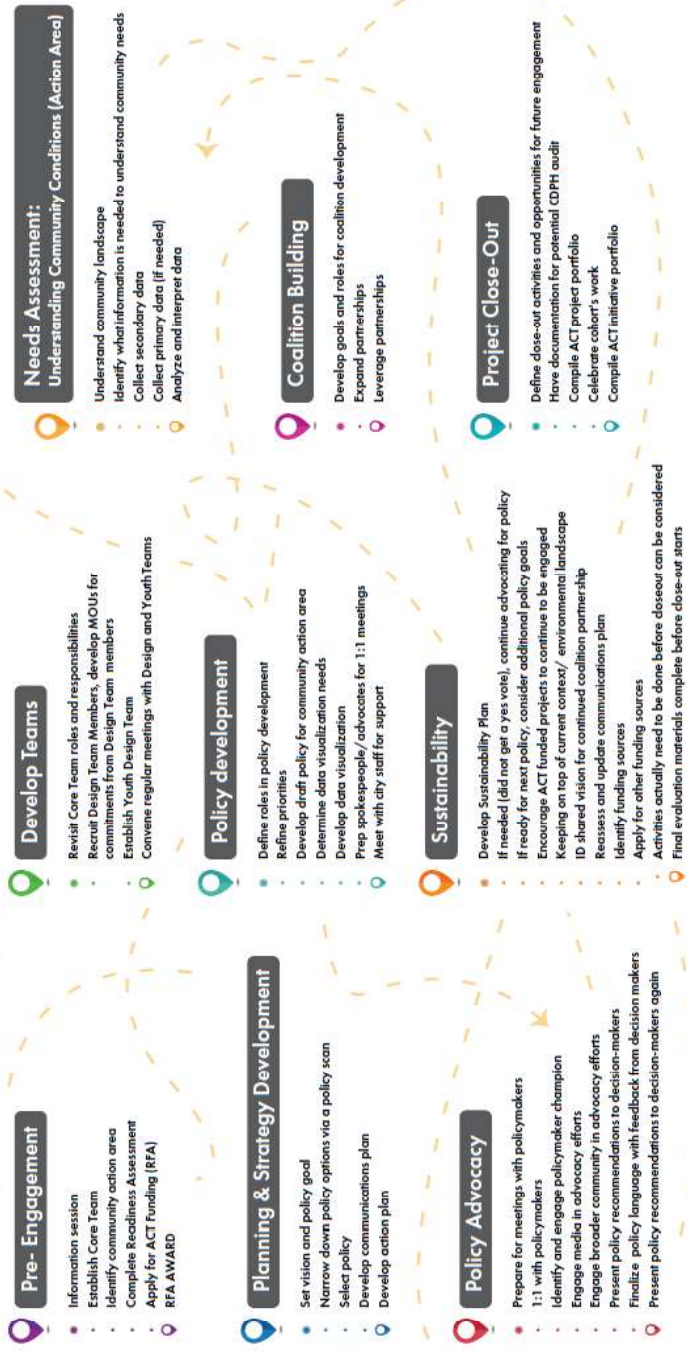 Pre- Engagement
Information session
Establish Core Team
Identify community action area
Complete Readiness Assessment
Apply for ACT Funding (RFA)
RFA AWARD
Develop Teams
Revisit Core Team roles and responsibilities
Recruit Design Team Members, develop MOUs for
commitments from Design Team members
Establish Youth Design Team
Convene regular meetings with Design and Youth Teams
Needs Assessment:
Understanding Community Conditions (Action Area)
Understand community landscape
Identify what information is needed to understand community needs
Collect secondary data
Collect primary data (if needed)
Analyze and interpret data
Planning & Strategy Development
Set vision and policy goal
Narrow down policy options via a policy scan
Select policy
Develop communications plan
Develop action plan
Policy development
Define roles in policy development
Refine priorities
Develop draft policy for community action area
Determine data visualization needs
Develop data visualization
Prep spokespeople/ advocates for 1:1 meetings
Meet with city staff for support
Coalition Building
Develop goals and roles for coalition development
Expand partnerships
Leverage partnerships
Policy Advocacy
Prepare for meetings with policymakers
1:1 with policymakers
Identify and engage policymaker champion
Engage media in advocacy efforts
Engage broader community in advocacy efforts
Present policy recommendations to decision-makers
Finalize policy language with feedback from decision makers
Present policy recommendations to decision-makers again
Sustainability
Develop Sustainability Plan
If needed (did not get a yes vote), continue advocating for policy
If ready for next policy, consider additional policy goals
Encourage ACT funded projects to continue to be engaged
Keeping on top of current context/ environmental landscape
ID shared vision for continued coalition partnership
Reassess and update communications plan
Identify funding sources
Apply for other funding sources
Activities actually need to be done before closeout can be considered
Final evaluation materials complete before close-out starts
Project Close-Out
Define close-out activities and opportunities for future engagement
Have documentation for potential CDPH audit
Compile ACT project portfolio
Celebrate cohort's work
Compile ACT initiative portfolio